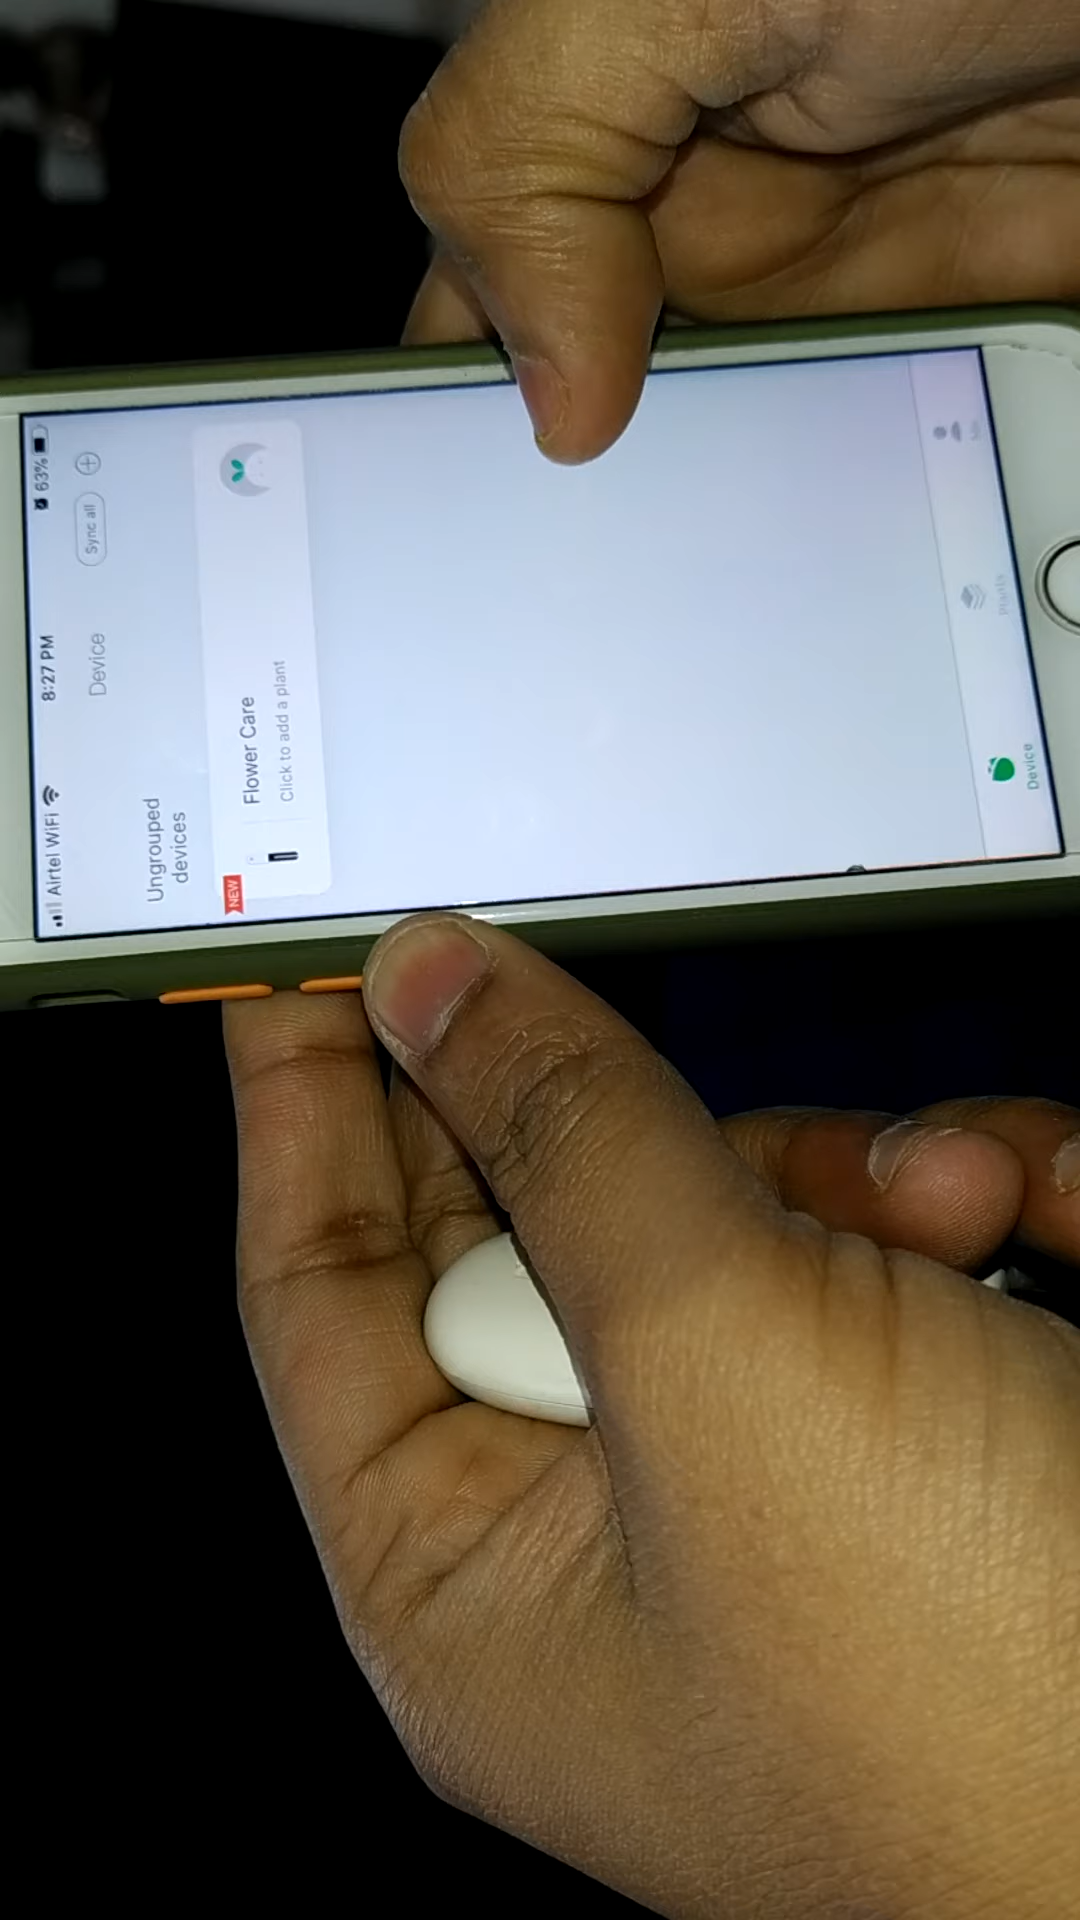 Airtel WiFi 8:27 PM 63%
Device Sync all
Ungrouped
devices
NEW
Flower Care
Click to add a plant
Device Plants Me